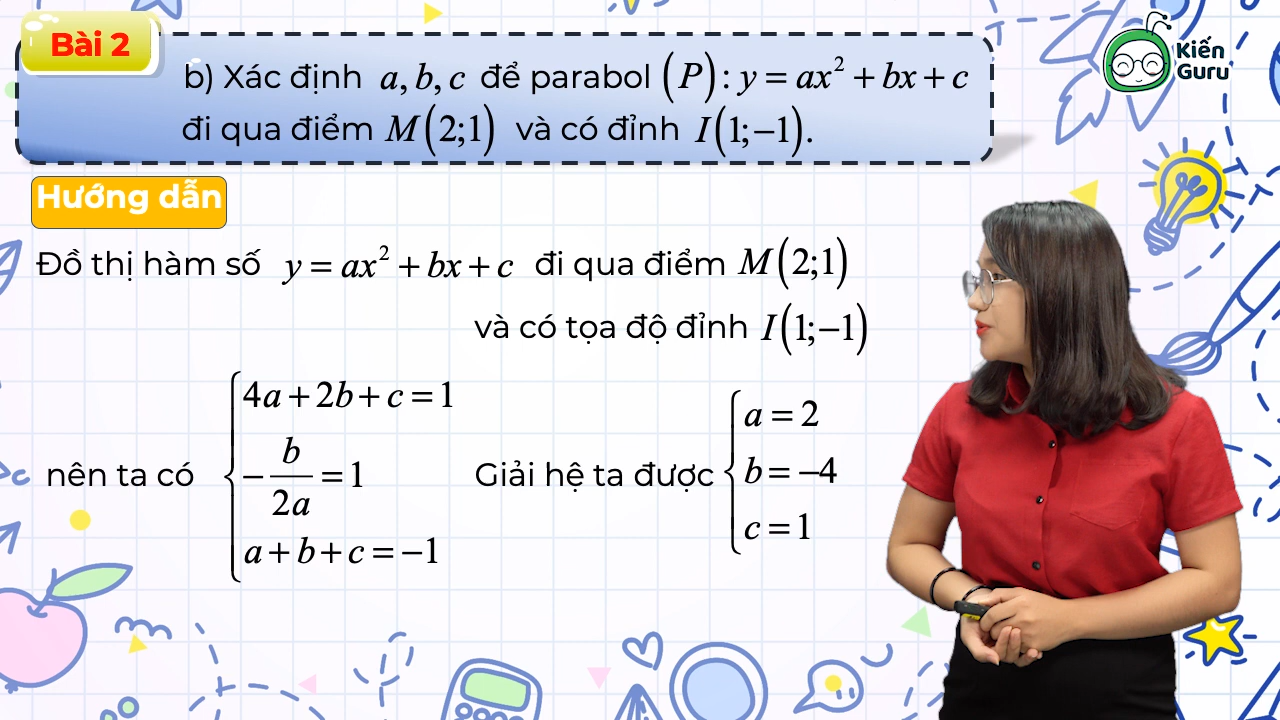 Bài 2
b) Xác định a, b, c để parabol (P): y = ax² + bx + c
đi qua điểm M(2;1) và có đỉnh I(1;−1).
Kiến
Guru
Hướng dẫn
Đồ thị hàm số y = ax² + bx + c đi qua điểm M(2;1)
và có tọa độ đỉnh I(1;−1)
nên ta có
4a + 2b + c = 1
−b/2a = 1
a + b + c = −1
Giải hệ ta được
a = 2
b = −4
c = 1